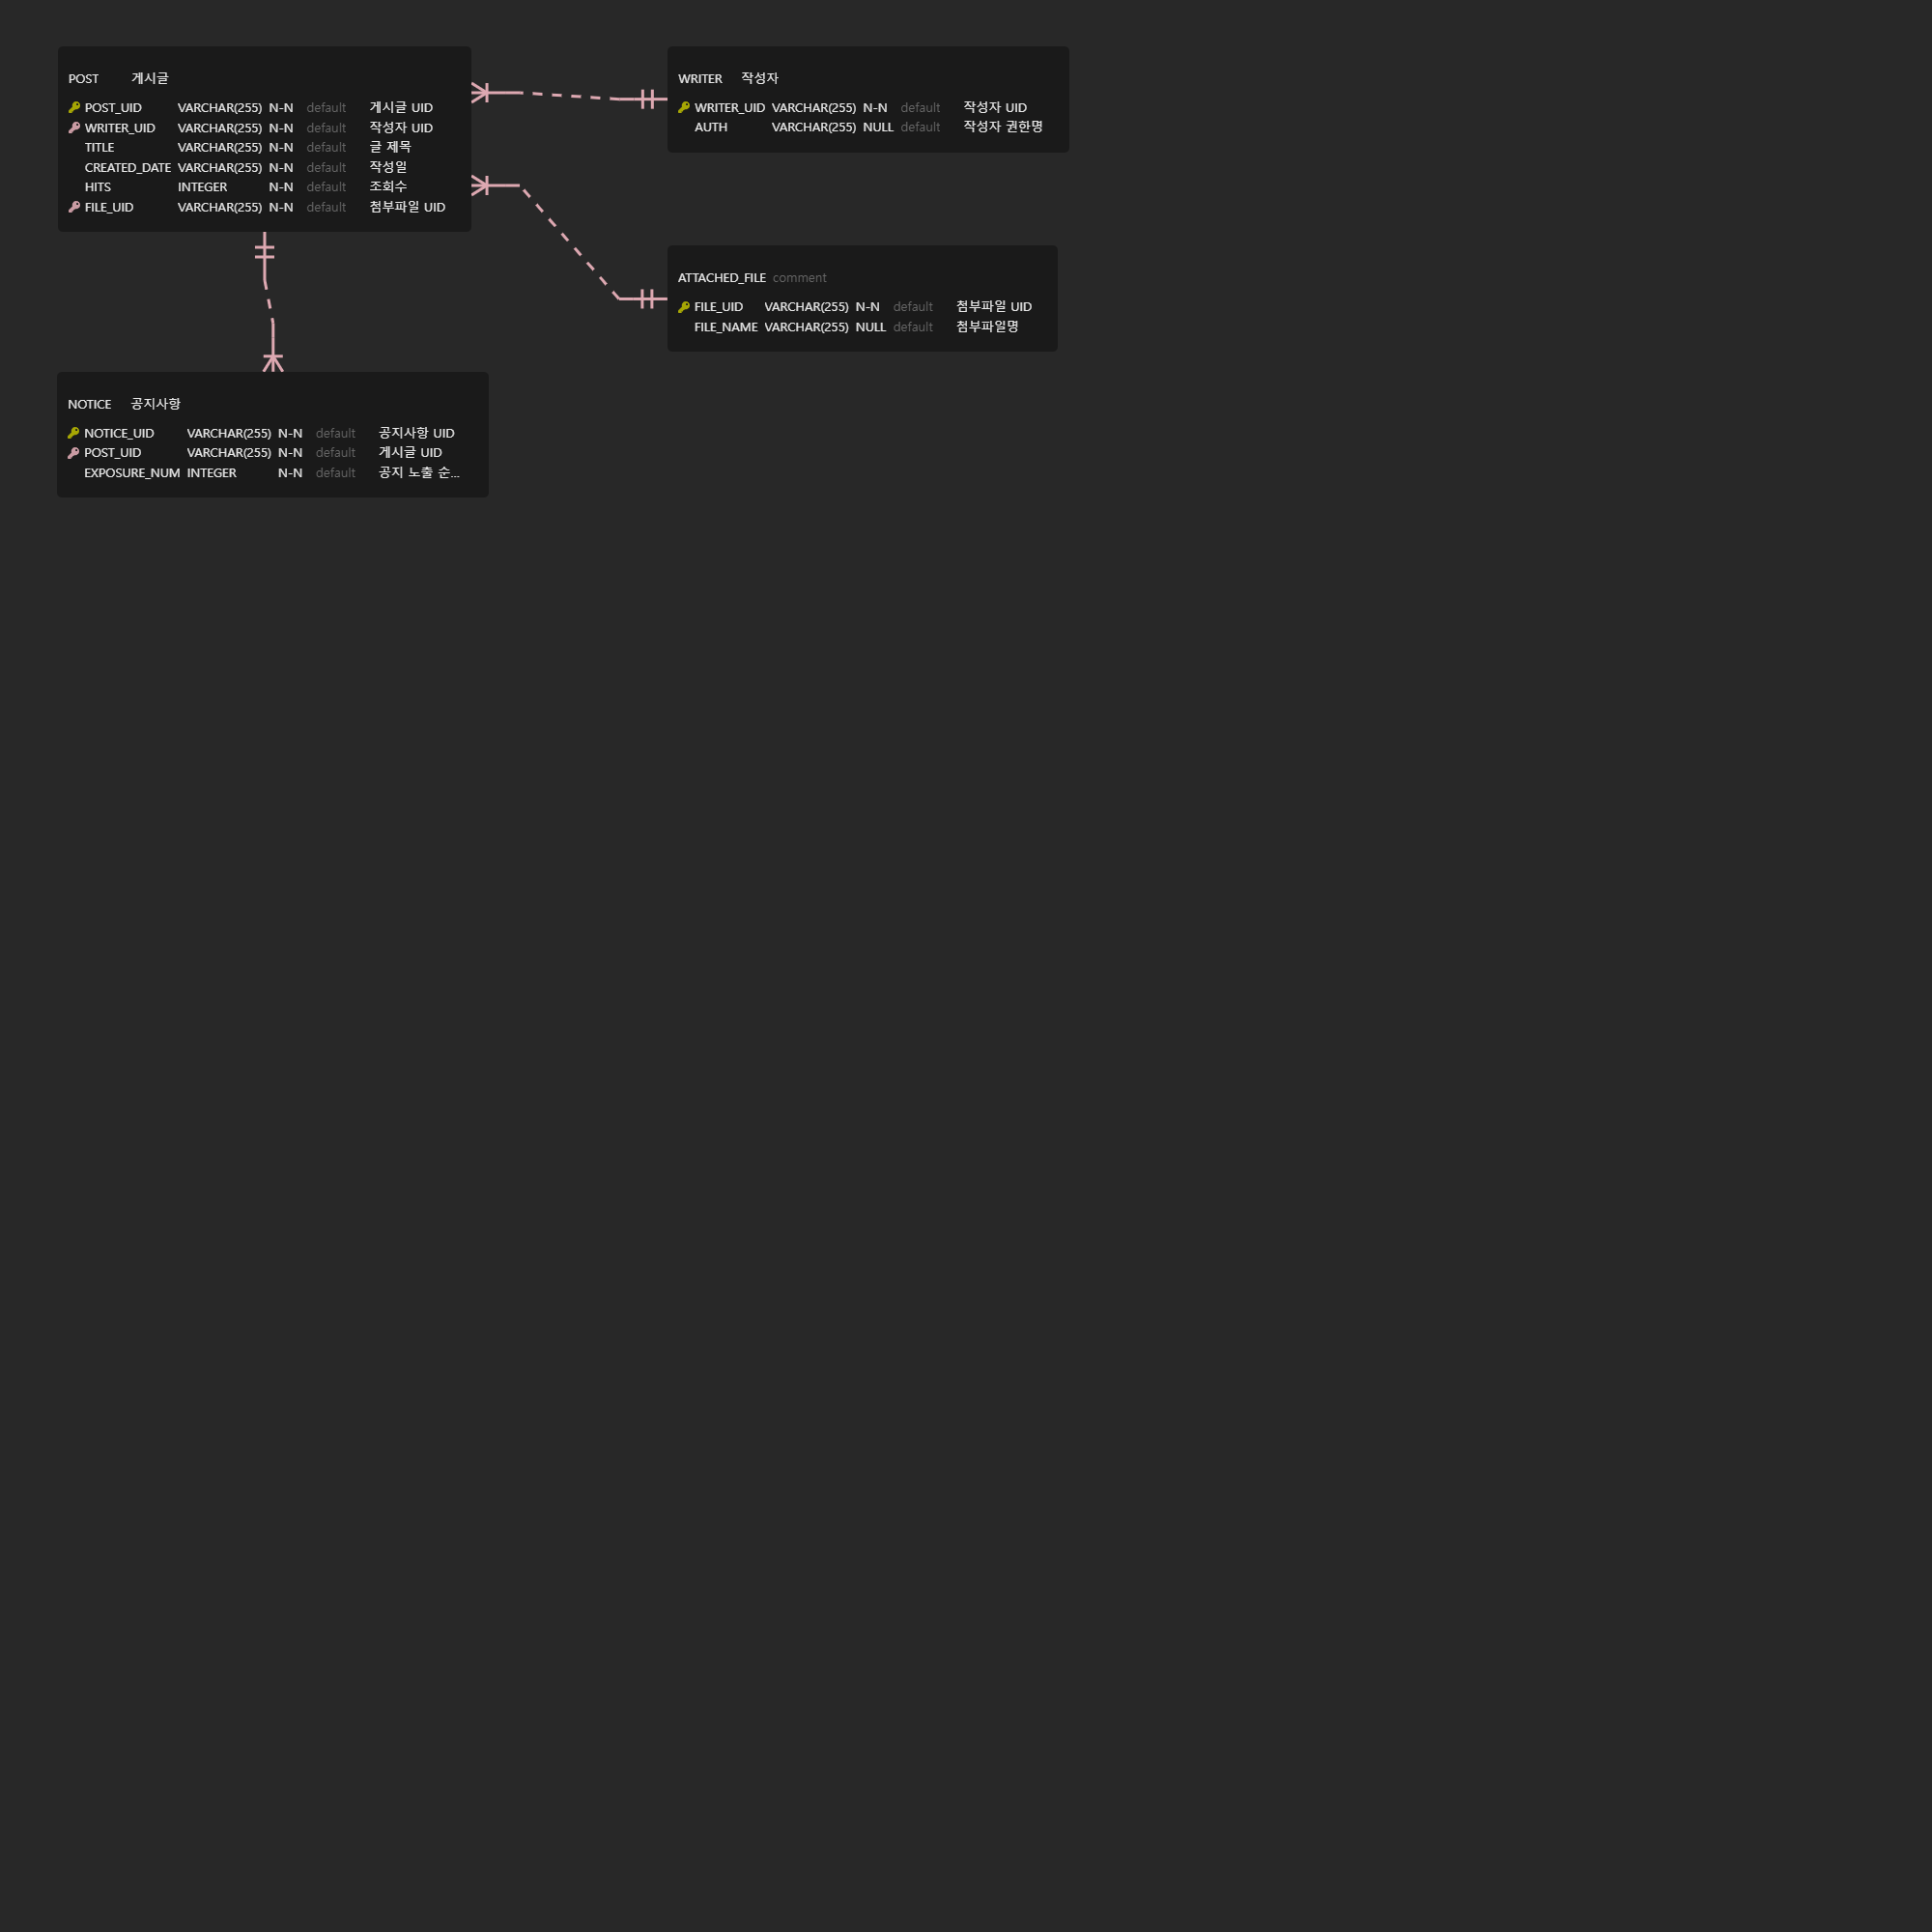 POST 게시글
POST_UID VARCHAR(255) N-N default 게시글 UID
WRITER_UID VARCHAR(255) N-N default 작성자 UID
TITLE VARCHAR(255) N-N default 글 제목
CREATED_DATE VARCHAR(255) N-N default 작성일
HITS INTEGER N-N default 조회수
FILE_UID VARCHAR(255) N-N default 첨부파일 UID
WRITER 작성자
WRITER_UID VARCHAR(255) N-N default 작성자 UID
AUTH VARCHAR(255) NULL default 작성자 권한명
ATTACHED_FILE comment
FILE_UID VARCHAR(255) N-N default 첨부파일 UID
FILE_NAME VARCHAR(255) NULL default 첨부파일명
NOTICE 공지사항
NOTICE_UID VARCHAR(255) N-N default 공지사항 UID
POST_UID VARCHAR(255) N-N default 게시글 UID
EXPOSURE_NUM INTEGER N-N default 공지 노출 순...